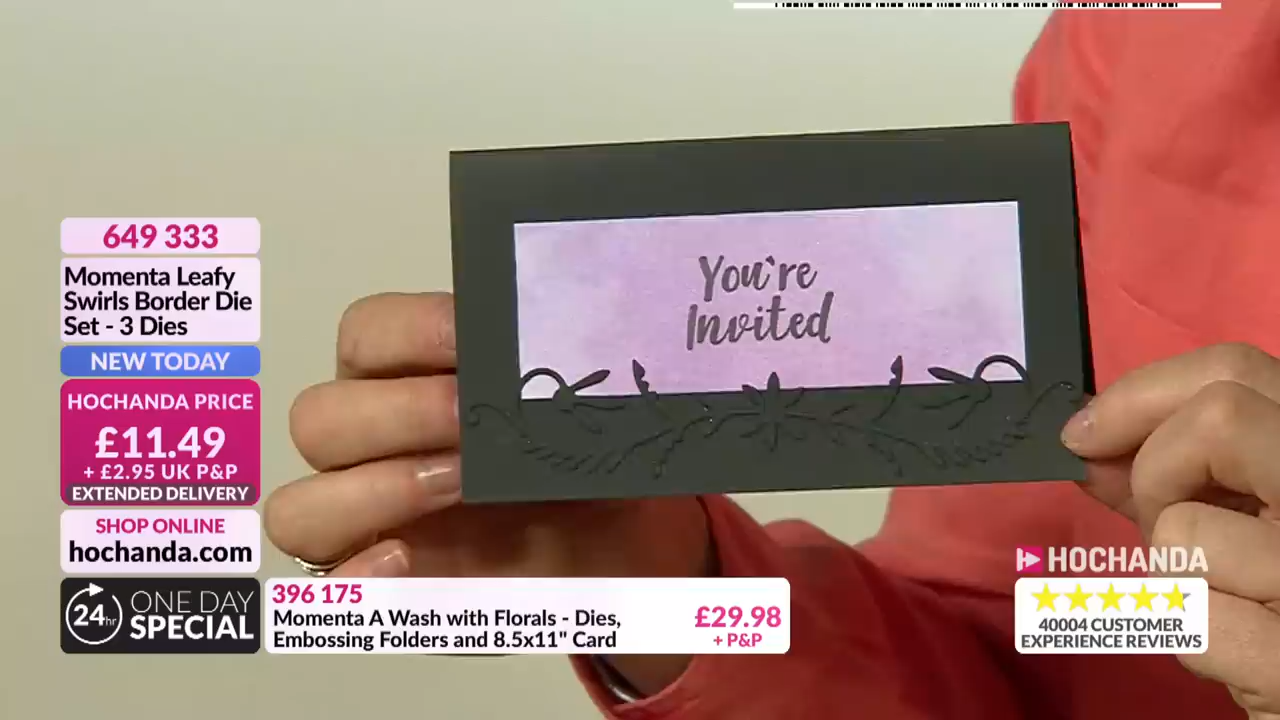 You're
Invited
649 333
Momenta Leafy
Swirls Border Die
Set - 3 Dies
NEW TODAY
HOCHANDA PRICE
£11.49
+ £2.95 UK P&P
EXTENDED DELIVERY
SHOP ONLINE
hochanda.com
24hr ONE DAY
SPECIAL
396 175
Momenta A Wash with Florals - Dies,
Embossing Folders and 8.5x11" Card
£29.98
+ P&P
HOCHANDA
40004 CUSTOMER
EXPERIENCE REVIEWS